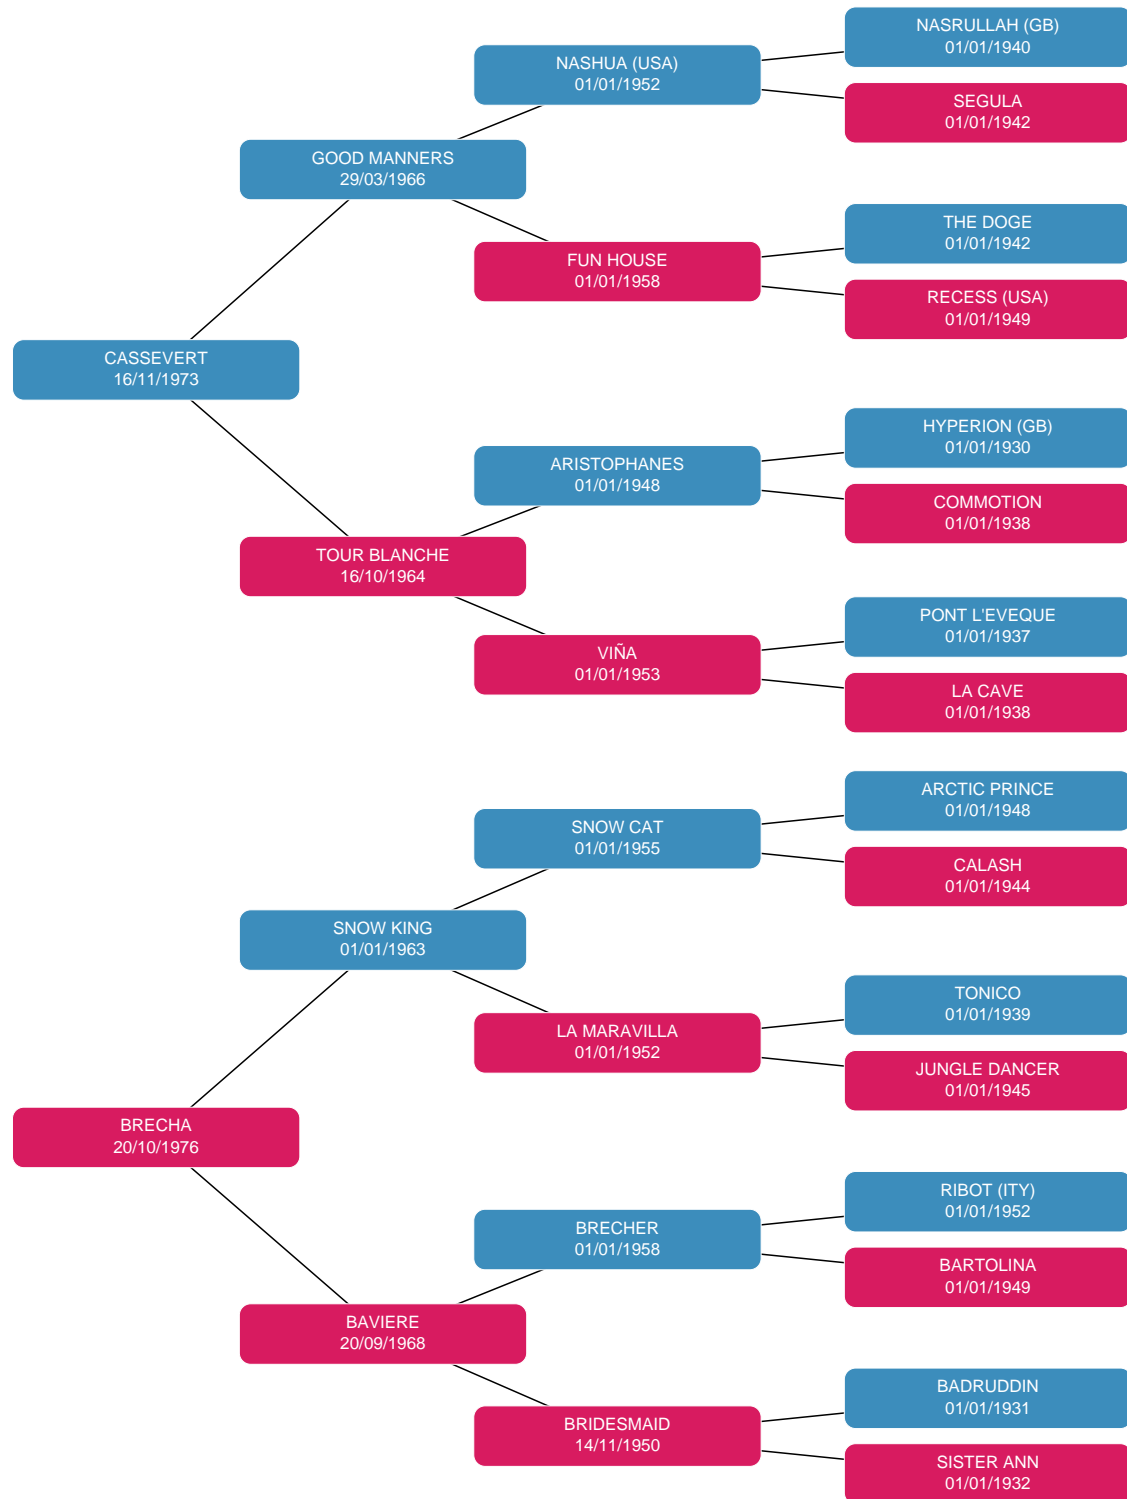 NASRULLAH (GB)
01/01/1940
NASHUA (USA)
01/01/1952
SEGULA
01/01/1942
GOOD MANNERS
29/03/1966
THE DOGE
01/01/1942
FUN HOUSE
01/01/1958
RECESS (USA)
01/01/1949
CASSEVERT
16/11/1973
HYPERION (GB)
01/01/1930
ARISTOPHANES
01/01/1948
COMMOTION
01/01/1938
TOUR BLANCHE
16/10/1964
PONT L'EVEQUE
01/01/1937
VIÑA
01/01/1953
LA CAVE
01/01/1938
ARCTIC PRINCE
01/01/1948
SNOW CAT
01/01/1955
CALASH
01/01/1944
SNOW KING
01/01/1963
TONICO
01/01/1939
LA MARAVILLA
01/01/1952
JUNGLE DANCER
01/01/1945
BRECHA
20/10/1976
RIBOT (ITY)
01/01/1952
BRECHER
01/01/1958
BARTOLINA
01/01/1949
BAVIERE
20/09/1968
BADRUDDIN
01/01/1931
BRIDESMAID
14/11/1950
SISTER ANN
01/01/1932